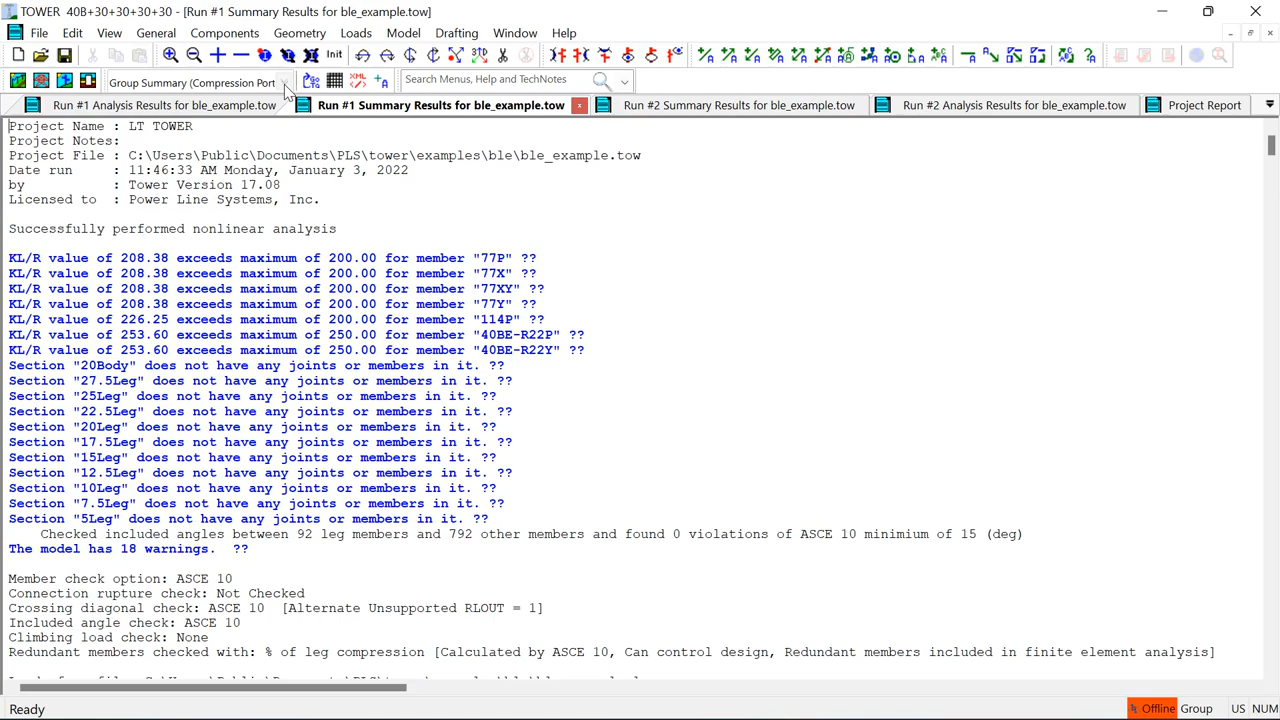 TOWER 40B+30+30+30+30 - [Run #1 Summary Results for ble_example.tow]
File Edit View General Components Geometry Loads Model Drafting Window Help
Init
Group Summary (Compression Port
XML
Search Menus, Help and TechNotes
Run #1 Analysis Results for ble_example.tow Run #1 Summary Results for ble_example.tow Run #2 Summary Results for ble_example.tow Run #2 Analysis Results for ble_example.tow Project Report
Project Name : LT TOWER
Project Notes:
Project File : C:\Users\Public\Documents\PLS\tower\examples\ble\ble_example.tow
Date run : 11:46:33 AM Monday, January 3, 2022
by : Tower Version 17.08
Licensed to : Power Line Systems, Inc.
Successfully performed nonlinear analysis
KL/R value of 208.38 exceeds maximum of 200.00 for member "77P" ??
KL/R value of 208.38 exceeds maximum of 200.00 for member "77X" ??
KL/R value of 208.38 exceeds maximum of 200.00 for member "77XY" ??
KL/R value of 208.38 exceeds maximum of 200.00 for member "77Y" ??
KL/R value of 226.25 exceeds maximum of 200.00 for member "114P" ??
KL/R value of 253.60 exceeds maximum of 250.00 for member "40BE-R22P" ??
KL/R value of 253.60 exceeds maximum of 250.00 for member "40BE-R22Y" ??
Section "20Body" does not have any joints or members in it. ??
Section "27.5Leg" does not have any joints or members in it. ??
Section "25Leg" does not have any joints or members in it. ??
Section "22.5Leg" does not have any joints or members in it. ??
Section "20Leg" does not have any joints or members in it. ??
Section "17.5Leg" does not have any joints or members in it. ??
Section "15Leg" does not have any joints or members in it. ??
Section "12.5Leg" does not have any joints or members in it. ??
Section "10Leg" does not have any joints or members in it. ??
Section "7.5Leg" does not have any joints or members in it. ??
Section "5Leg" does not have any joints or members in it. ??
Checked included angles between 92 leg members and 792 other members and found 0 violations of ASCE 10 minimium of 15 (deg)
The model has 18 warnings. ??
Member check option: ASCE 10
Connection rupture check: Not Checked
Crossing diagonal check: ASCE 10 [Alternate Unsupported RLOUT = 1]
Included angle check: ASCE 10
Climbing load check: None
Redundant members checked with: % of leg compression [Calculated by ASCE 10, Can control design, Redundant members included in finite element analysis]
Ready Offline Group US NUM